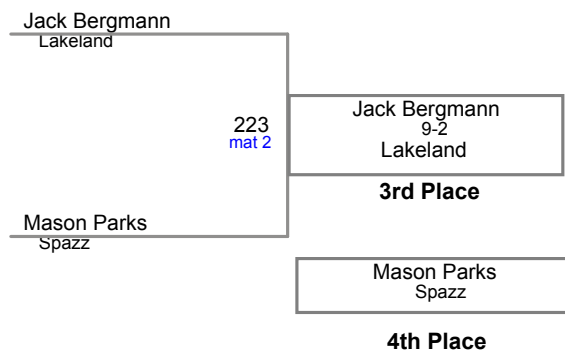 Jack Bergmann
Lakeland
223
mat 2
Jack Bergmann
9-2
Lakeland
3rd Place
Mason Parks
Spazz
Mason Parks
Spazz
4th Place